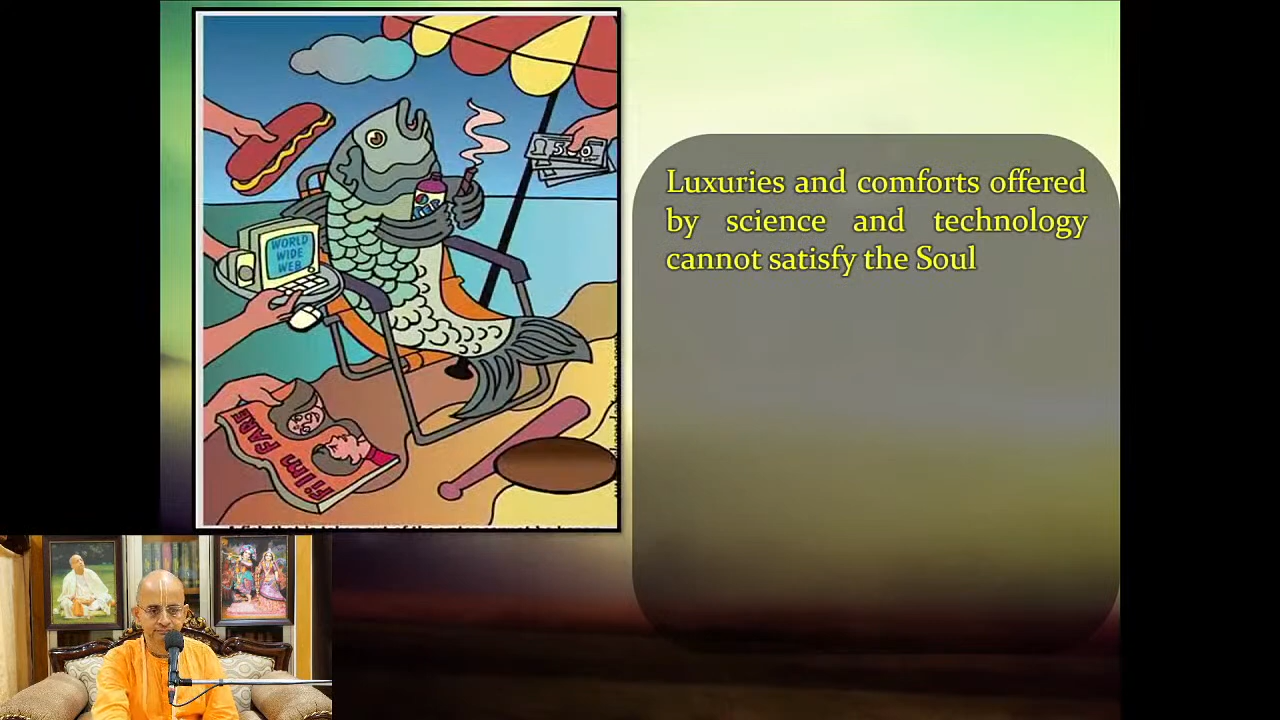 Luxuries and comforts offered
by science and technology
cannot satisfy the Soul
WORLD
WIDE
WEB
Film FARE